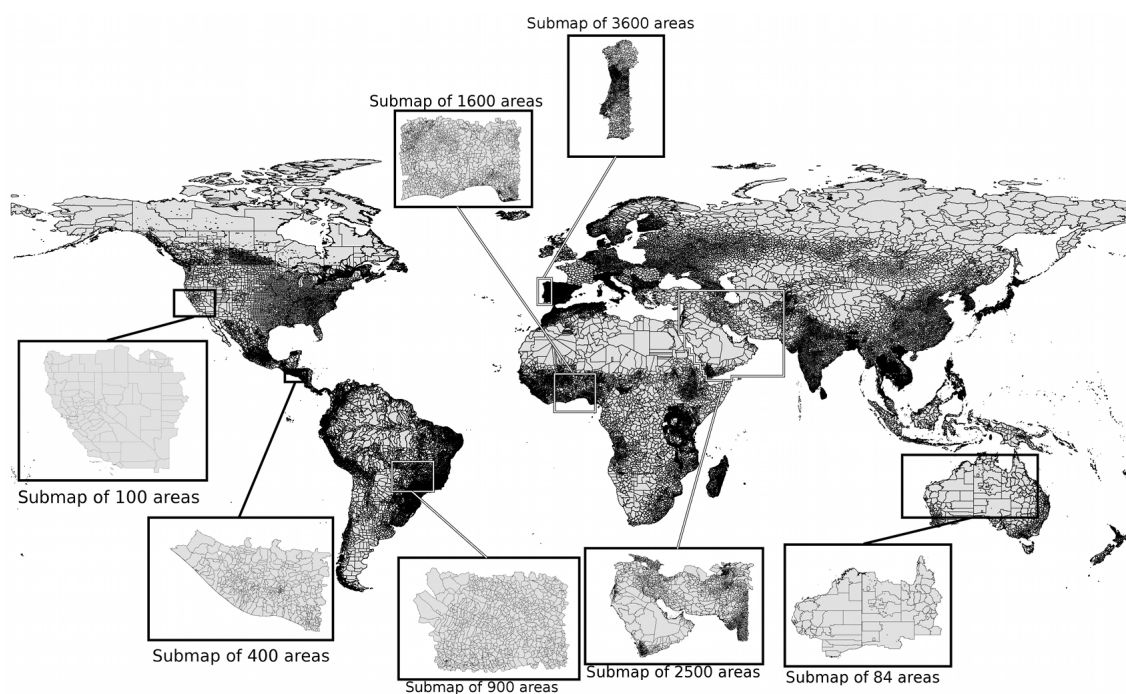 Submap of 3600 areas
Submap of 1600 areas
Submap of 100 areas
Submap of 400 areas
Submap of 900 areas
Submap of 2500 areas
Submap of 84 areas